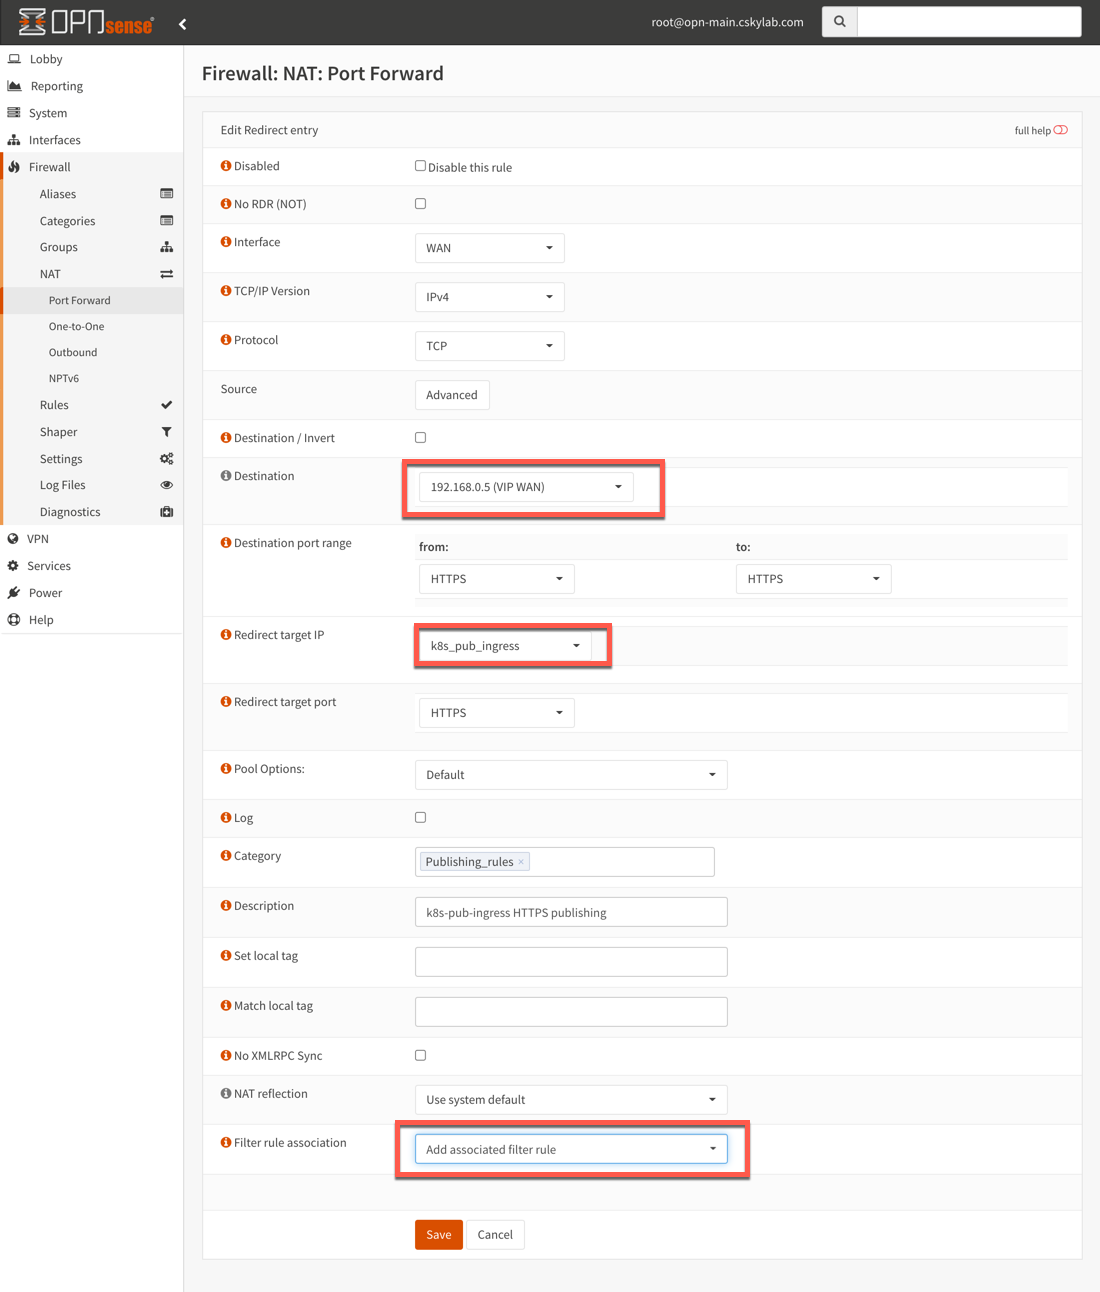 OPNsense
root@opn-main.cskylab.com
Lobby
Reporting
System
Interfaces
Firewall
Aliases
Categories
Groups
NAT
Port Forward
One-to-One
Outbound
NPTv6
Rules
Shaper
Settings
Log Files
Diagnostics
VPN
Services
Power
Help
Firewall: NAT: Port Forward
Edit Redirect entry full help
Disabled Disable this rule
No RDR (NOT)
Interface WAN
TCP/IP Version IPv4
Protocol TCP
Source Advanced
Destination / Invert
Destination 192.168.0.5 (VIP WAN)
Destination port range from: to:
HTTPS HTTPS
Redirect target IP k8s_pub_ingress
Redirect target port HTTPS
Pool Options: Default
Log
Category Publishing_rules ×
Description k8s-pub-ingress HTTPS publishing
Set local tag
Match local tag
No XMLRPC Sync
NAT reflection Use system default
Filter rule association Add associated filter rule
Save Cancel